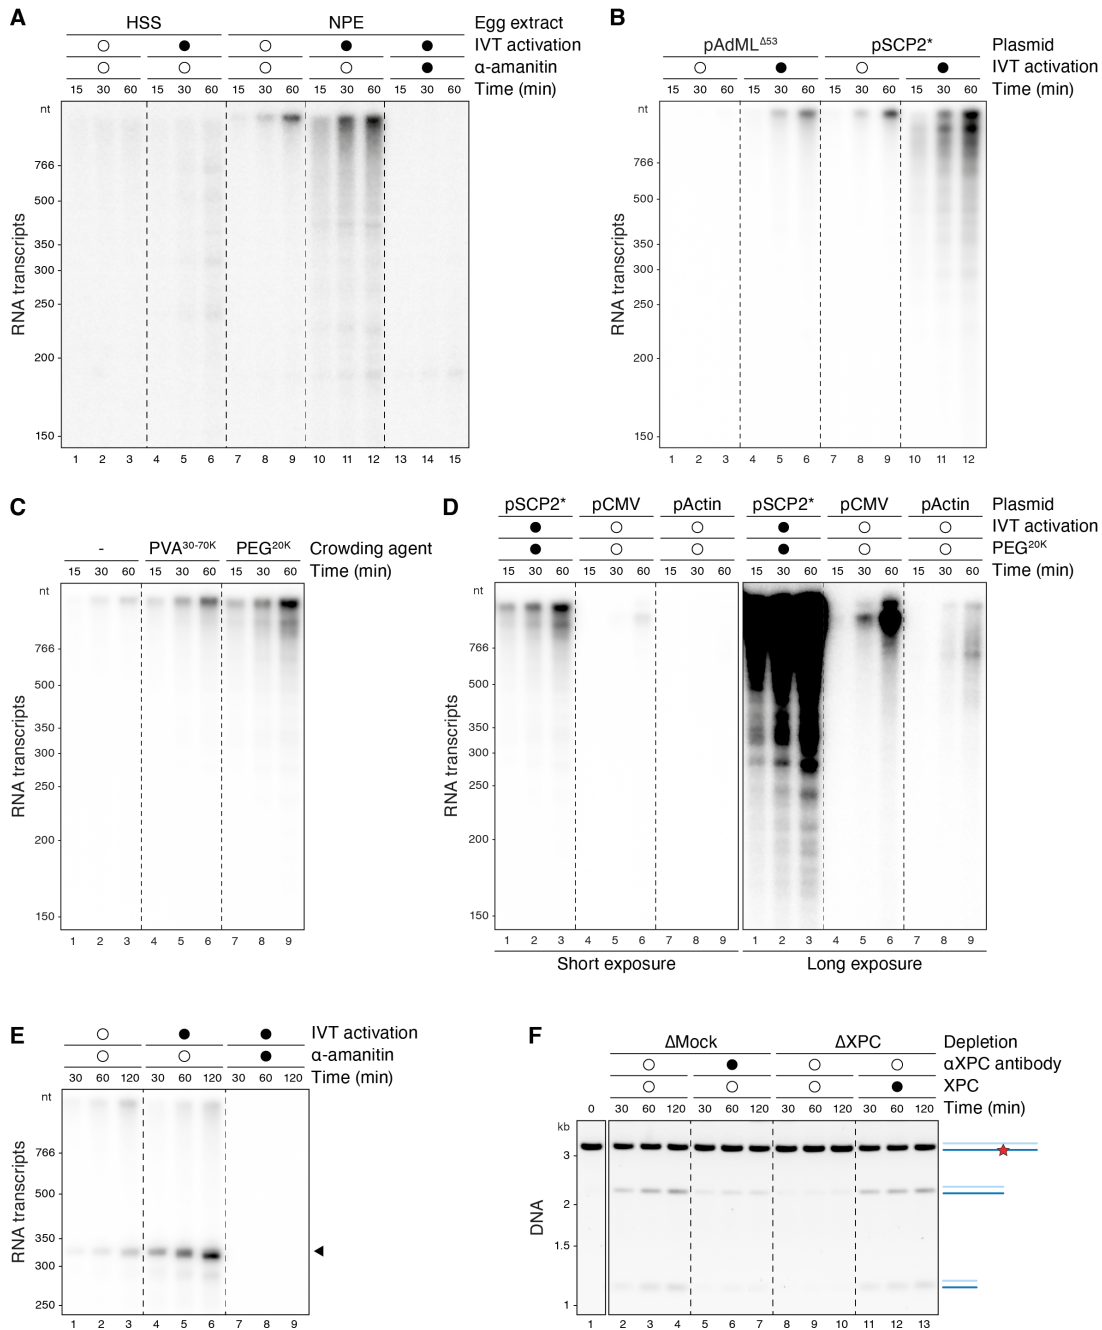 A
HSS NPE Egg extract
IVT activation
α-amanitin
15 30 60 15 30 60 15 30 60 15 30 60 15 30 60 Time (min)
nt
766
500
350
300
250
200
150
RNA transcripts
1 2 3 4 5 6 7 8 9 10 11 12 13 14 15
B
pAdML^Δ53 pSCP2* Plasmid
IVT activation
15 30 60 15 30 60 15 30 60 15 30 60 Time (min)
nt
766
500
350
300
250
200
150
RNA transcripts
1 2 3 4 5 6 7 8 9 10 11 12
C
- PVA^30-70K PEG^20K Crowding agent
15 30 60 15 30 60 15 30 60 Time (min)
nt
766
500
350
300
250
200
150
RNA transcripts
1 2 3 4 5 6 7 8 9
D
pSCP2* pCMV pActin pSCP2* pCMV pActin Plasmid
IVT activation
PEG^20K
15 30 60 15 30 60 15 30 60 15 30 60 15 30 60 15 30 60 Time (min)
nt
766
500
350
300
250
200
150
RNA transcripts
1 2 3 4 5 6 7 8 9 1 2 3 4 5 6 7 8 9
Short exposure Long exposure
E
IVT activation
α-amanitin
30 60 120 30 60 120 30 60 120 Time (min)
nt
766
500
350
300
250
RNA transcripts
1 2 3 4 5 6 7 8 9
F
ΔMock ΔXPC Depletion
αXPC antibody
XPC
0 30 60 120 30 60 120 30 60 120 30 60 120 Time (min)
kb
3
2
1.5
1
DNA
1 2 3 4 5 6 7 8 9 10 11 12 13